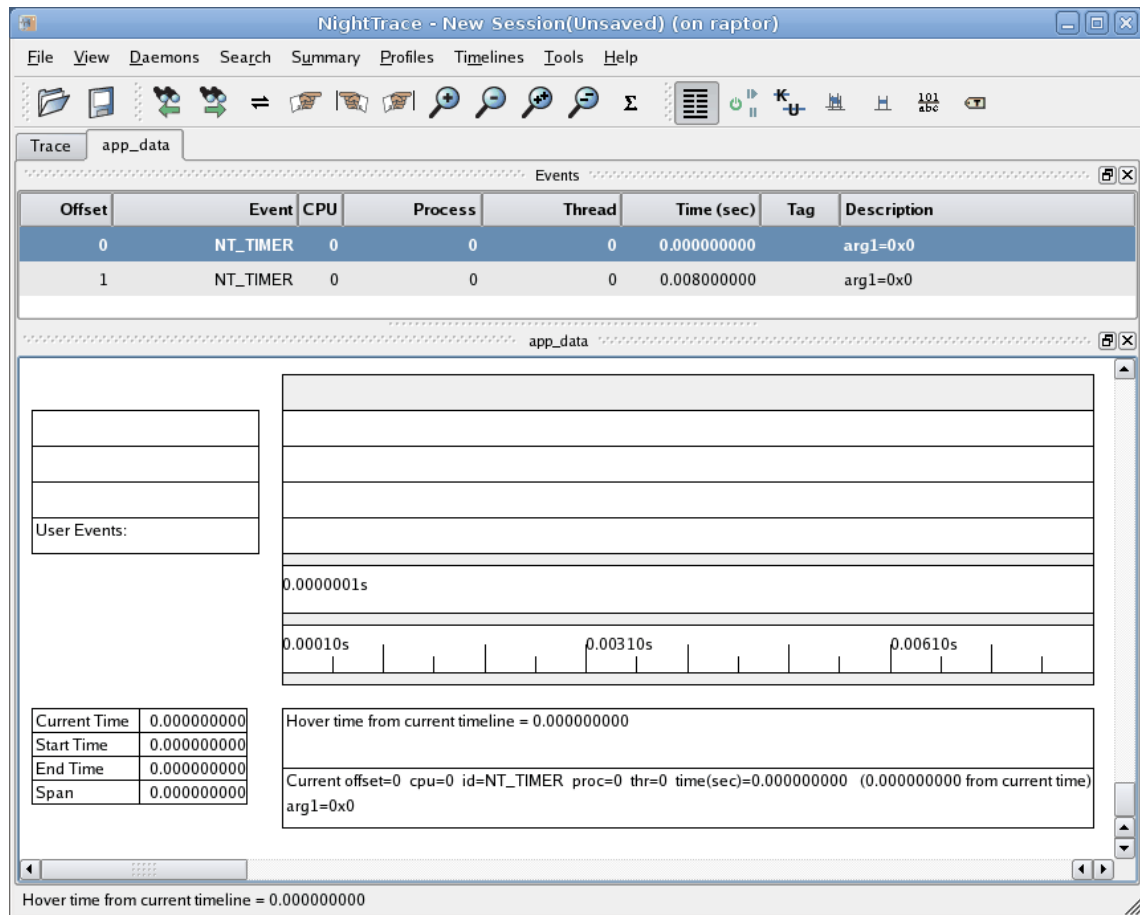 NightTrace - New Session(Unsaved) (on raptor)
File View Daemons Search Summary Profiles Timelines Tools Help
Σ K U 101 abc T
Trace app_data
Events
Offset Event CPU Process Thread Time (sec) Tag Description
0 NT_TIMER 0 0 0 0.000000000 arg1=0x0
1 NT_TIMER 0 0 0 0.008000000 arg1=0x0
app_data
User Events:
0.0000001s
0.00010s 0.00310s 0.00610s
Current Time 0.000000000
Start Time 0.000000000
End Time 0.000000000
Span 0.000000000
Hover time from current timeline = 0.000000000
Current offset=0 cpu=0 id=NT_TIMER proc=0 thr=0 time(sec)=0.000000000 (0.000000000 from current time)
arg1=0x0
Hover time from current timeline = 0.000000000